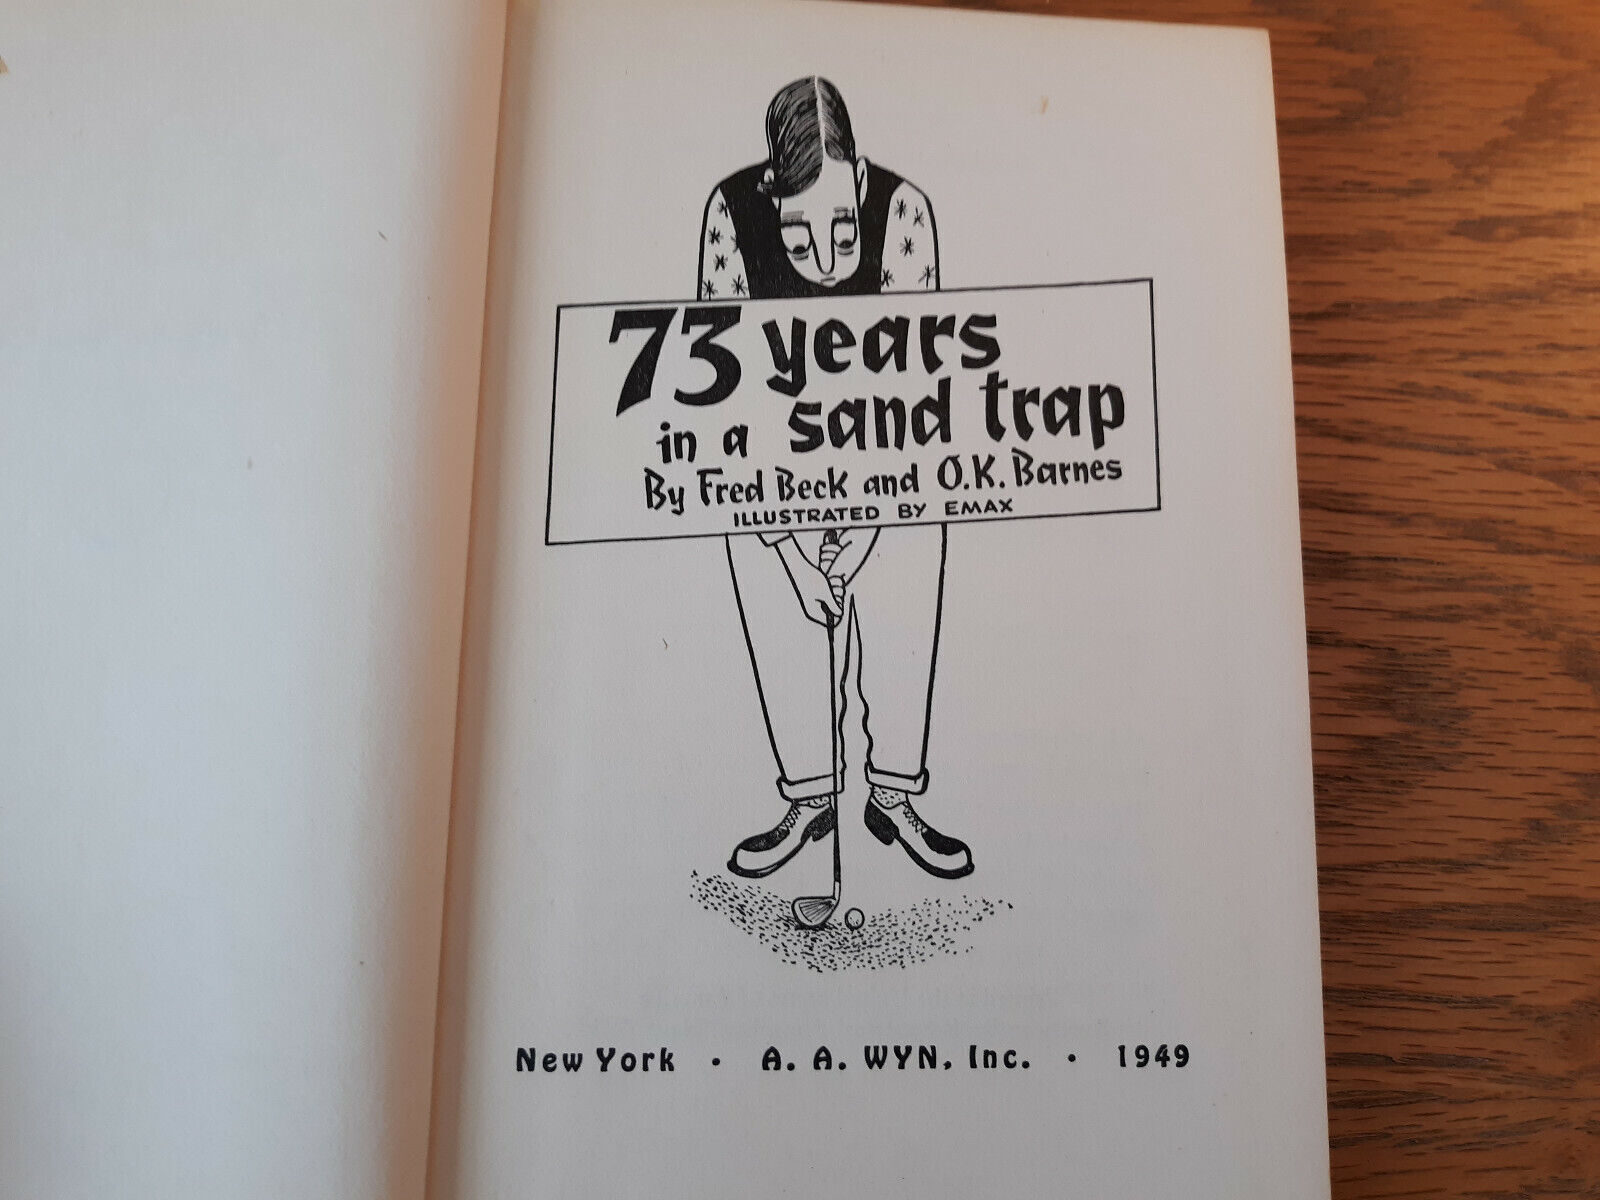 73 years
in a sand trap
By Fred Beck and O.K. Barnes
ILLUSTRATED BY EMAX
New York • A. A. WYN, Inc. • 1949